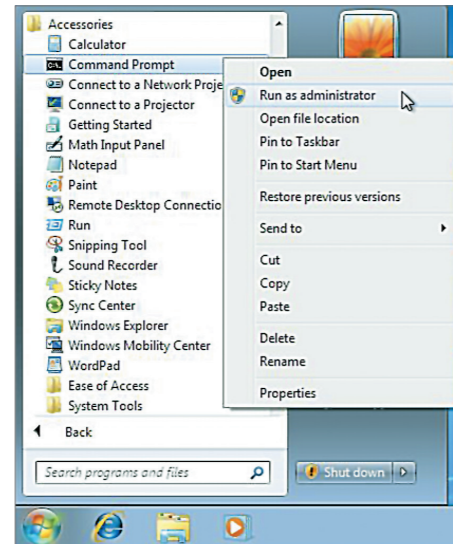 Accessories
Calculator
Command Prompt
Connect to a Network Proje
Connect to a Projector
Getting Started
Math Input Panel
Notepad
Paint
Remote Desktop Connectio
Run
Snipping Tool
Sound Recorder
Sticky Notes
Sync Center
Windows Explorer
Windows Mobility Center
WordPad
Ease of Access
System Tools
Back
Search programs and files
Open
Run as administrator
Open file location
Pin to Taskbar
Pin to Start Menu
Restore previous versions
Send to
Cut
Copy
Paste
Delete
Rename
Properties
Shut down